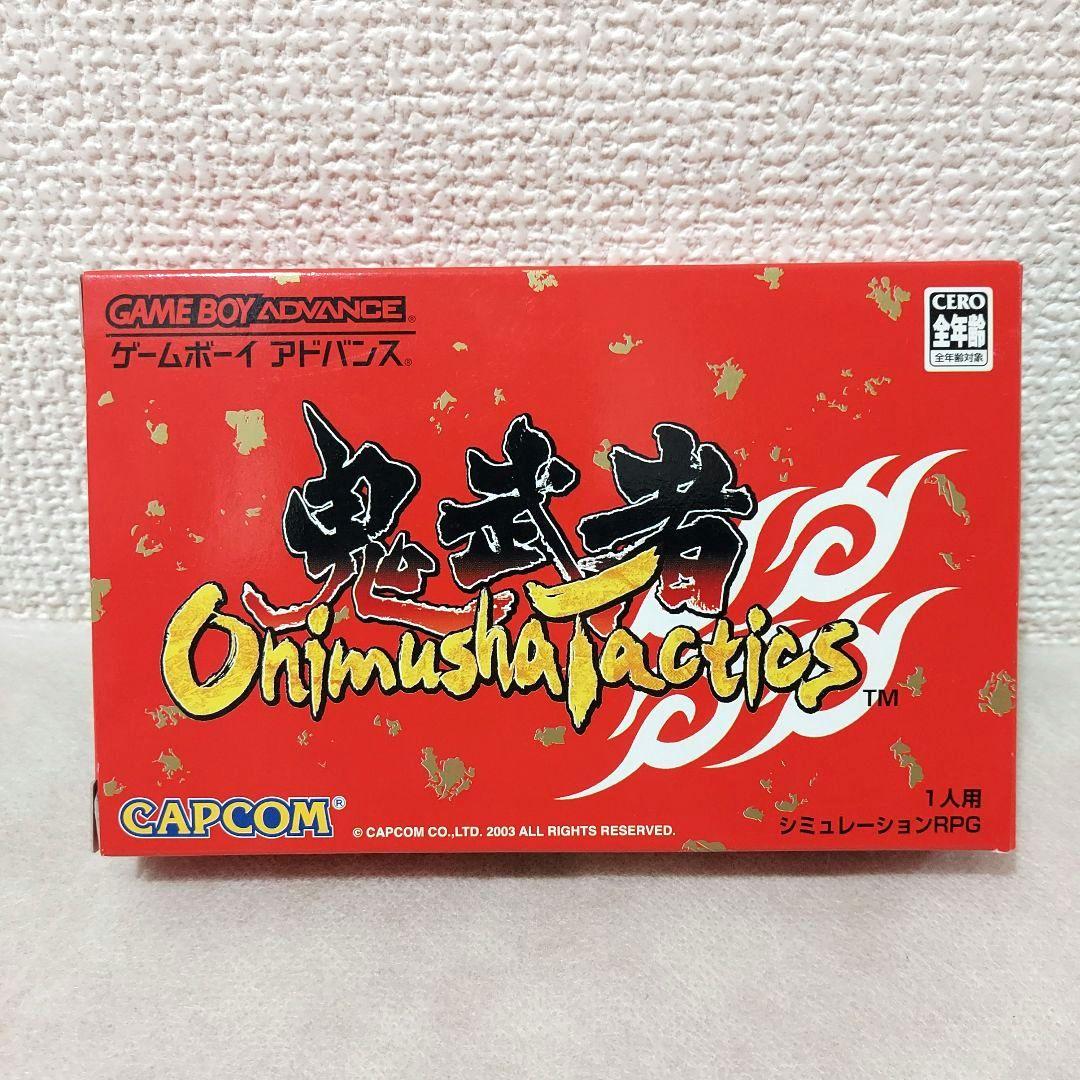 GAME BOY ADVANCE®
ゲームボーイ アドバンス®
CERO
全年齢
全年齢対象
鬼武者
Onimusha Tactics™
CAPCOM®
© CAPCOM CO.,LTD. 2003 ALL RIGHTS RESERVED.
1人用
シミュレーションRPG